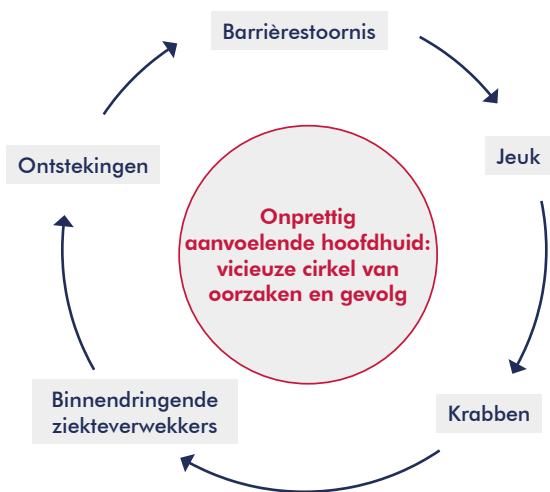 Barrièrestoornis
Jeuk
Krabben
Binnendringende
ziekteverwekkers
Ontstekingen
Onprettig
aanvoelende hoofdhuid:
vicieuze cirkel van
oorzaken en gevolg